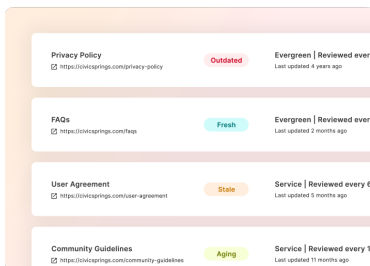 Privacy Policy
https://civicsprings.com/privacy-policy
Outdated
Evergreen | Reviewed ever
Last updated 4 years ago
FAQs
https://civicsprings.com/faqs
Fresh
Evergreen | Reviewed ever
Last updated 2 months ago
User Agreement
https://civicsprings.com/user-agreement
Stale
Service | Reviewed every 6
Last updated 5 months ago
Community Guidelines
https://civicsprings.com/community-guidelines
Aging
Service | Reviewed every 1
Last updated 11 months ago